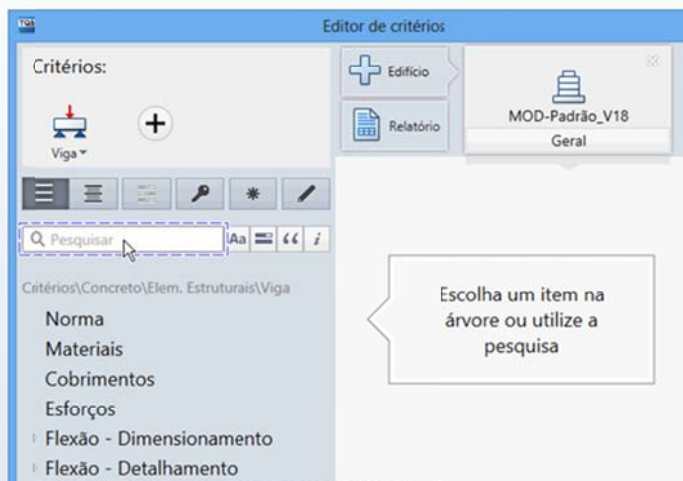 TQS
Editor de critérios
Critérios:
Viga
Edifício
Relatório
MOD-Padrão_V18
Geral
Pesquisar
Aa
i
Critérios\Concreto\Elem. Estruturais\Viga
Norma
Materiais
Cobrimentos
Esforços
Flexão - Dimensionamento
Flexão - Detalhamento
Escolha um item na
árvore ou utilize a
pesquisa